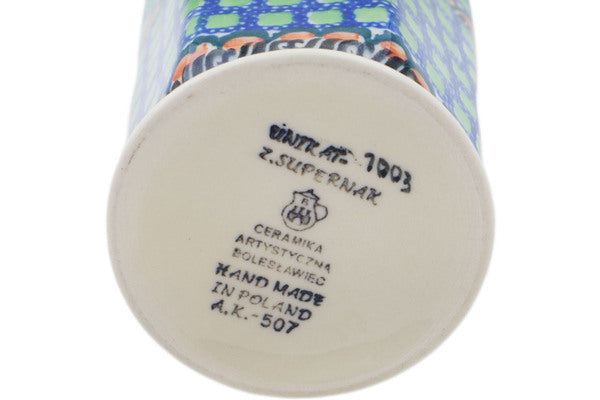 UNIKAT- 1003
Z.SUPERNAK
CERAMIKA
ARTYSTYCZNA
BOLESŁAWIEC
HAND MADE
IN POLAND
A.K.-507